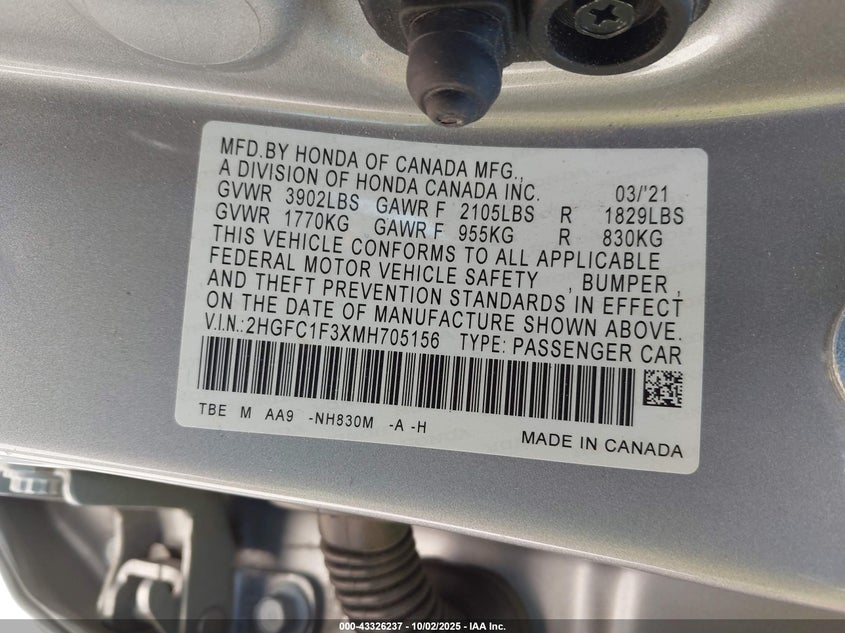 MFD.BY HONDA OF CANADA MFG.,
A DIVISION OF HONDA CANADA INC. 03/'21
GVWR 3902LBS GAWR F 2105LBS R 1829LBS
GVWR 1770KG GAWR F 955KG R 830KG
THIS VEHICLE CONFORMS TO ALL APPLICABLE
FEDERAL MOTOR VEHICLE SAFETY , BUMPER ,
AND THEFT PREVENTION STANDARDS IN EFFECT
ON THE DATE OF MANUFACTURE SHOWN ABOVE.
V.I.N.:2HGFC1F3XMH705156 TYPE: PASSENGER CAR
TBE M AA9 -NH830M -A -H
MADE IN CANADA
000-43326237 - 10/02/2025 - IAA Inc.